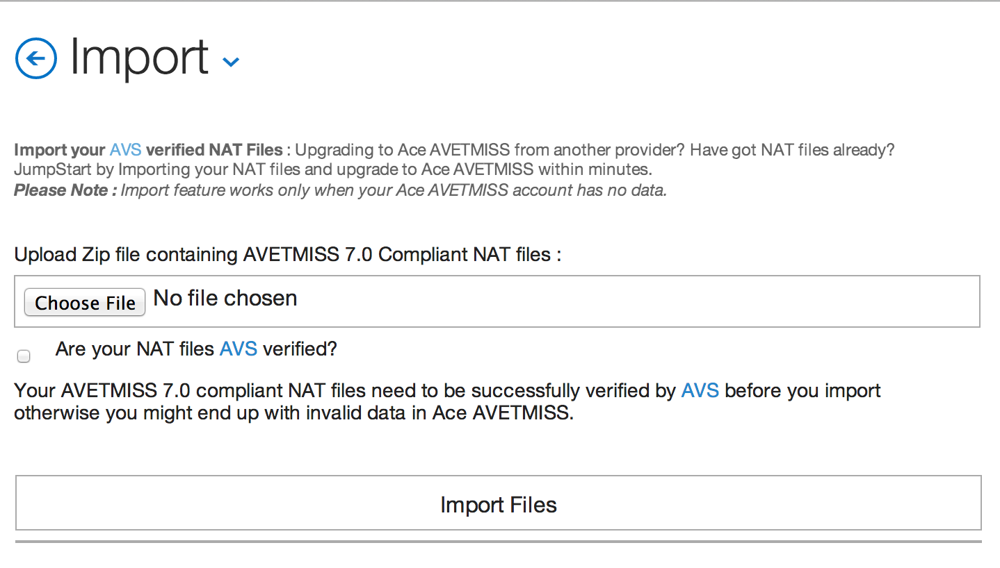 Import
Import your AVS verified NAT Files : Upgrading to Ace AVETMISS from another provider? Have got NAT files already?
JumpStart by Importing your NAT files and upgrade to Ace AVETMISS within minutes.
Please Note : Import feature works only when your Ace AVETMISS account has no data.
Upload Zip file containing AVETMISS 7.0 Compliant NAT files :
Choose File No file chosen
Are your NAT files AVS verified?
Your AVETMISS 7.0 compliant NAT files need to be successfully verified by AVS before you import
otherwise you might end up with invalid data in Ace AVETMISS.
Import Files